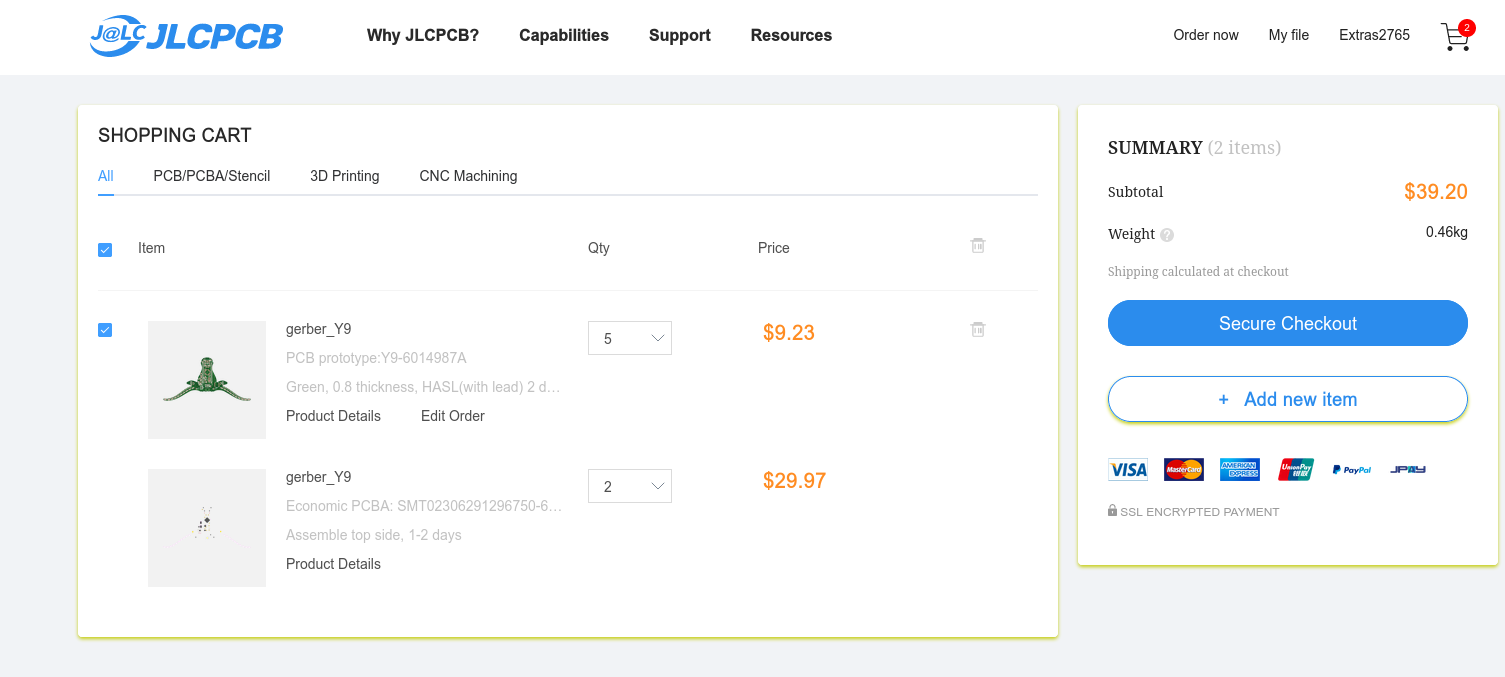 J@LC JLCPCB
Why JLCPCB? Capabilities Support Resources
Order now My file Extras2765 2
SHOPPING CART
All PCB/PCBA/Stencil 3D Printing CNC Machining
Item Qty Price
gerber_Y9 5 $9.23
PCB prototype:Y9-6014987A
Green, 0.8 thickness, HASL(with lead) 2 d…
Product Details Edit Order
gerber_Y9 2 $29.97
Economic PCBA: SMT02306291296750-6…
Assemble top side, 1-2 days
Product Details
SUMMARY (2 items)
Subtotal $39.20
Weight ? 0.46kg
Shipping calculated at checkout
Secure Checkout
+ Add new item
VISA MasterCard AMERICAN EXPRESS UnionPay PayPal JPAY
SSL ENCRYPTED PAYMENT